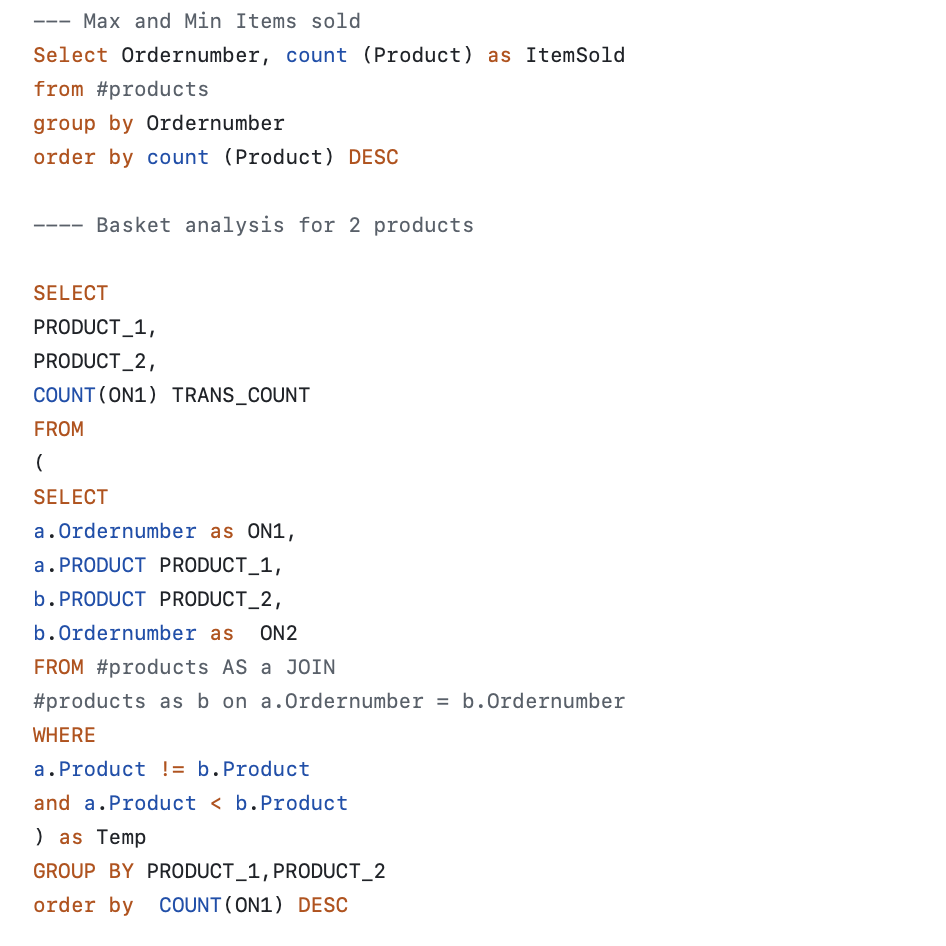 --- Max and Min Items sold
Select Ordernumber, count (Product) as ItemSold
from #products
group by Ordernumber
order by count (Product) DESC
---- Basket analysis for 2 products
SELECT
PRODUCT_1,
PRODUCT_2,
COUNT(ON1) TRANS_COUNT
FROM
(
SELECT
a.Ordernumber as ON1,
a.PRODUCT PRODUCT_1,
b.PRODUCT PRODUCT_2,
b.Ordernumber as  ON2
FROM #products AS a JOIN
#products as b on a.Ordernumber = b.Ordernumber
WHERE
a.Product != b.Product
and a.Product < b.Product
) as Temp
GROUP BY PRODUCT_1,PRODUCT_2
order by  COUNT(ON1) DESC